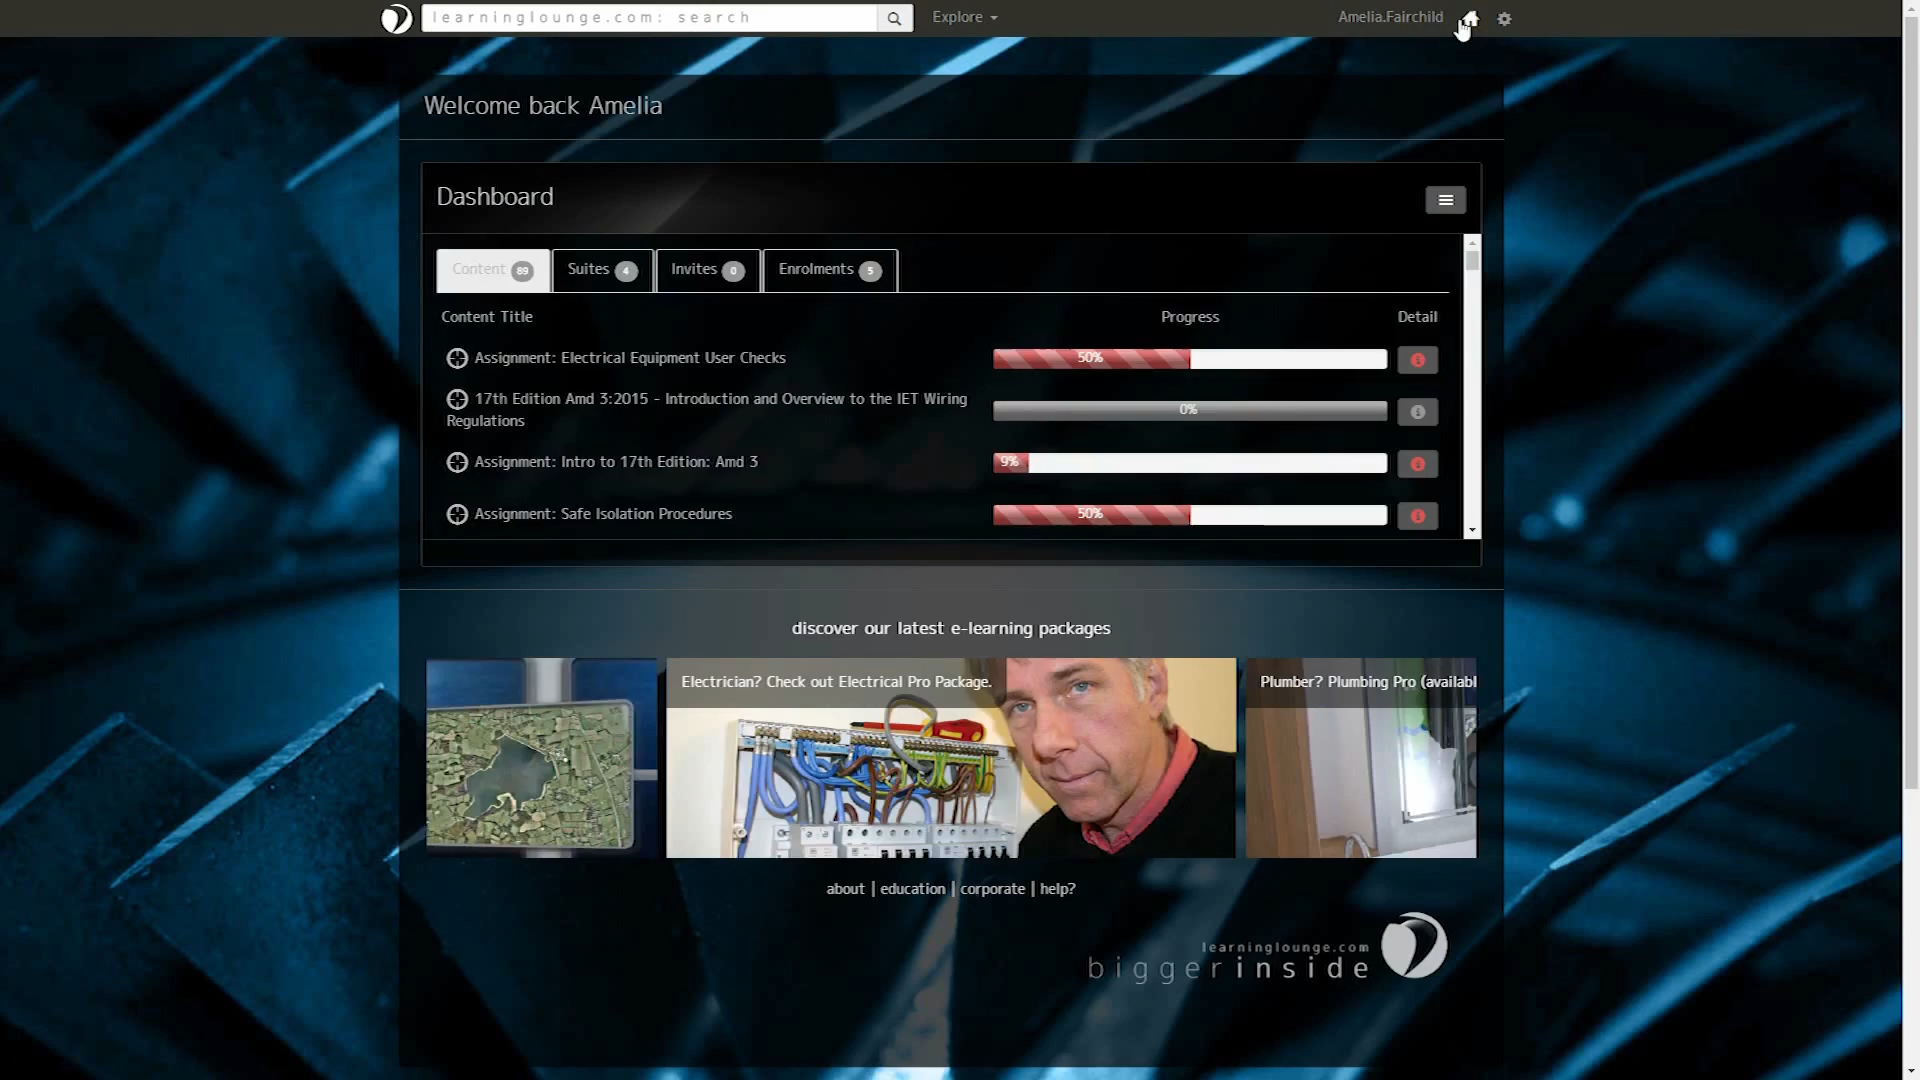 learninglounge.com: search
Explore
Amelia.Fairchild
Welcome back Amelia
Dashboard
Content 89
Suites 4
Invites 0
Enrolments 5
Content Title
Progress
Detail
Assignment: Electrical Equipment User Checks
50%
17th Edition Amd 3:2015 - Introduction and Overview to the IET Wiring
Regulations
0%
Assignment: Intro to 17th Edition: Amd 3
9%
Assignment: Safe Isolation Procedures
50%
discover our latest e-learning packages
Electrician? Check out Electrical Pro Package.
Plumber? Plumbing Pro (availabl
about | education | corporate | help?
learninglounge.com
biggerinside